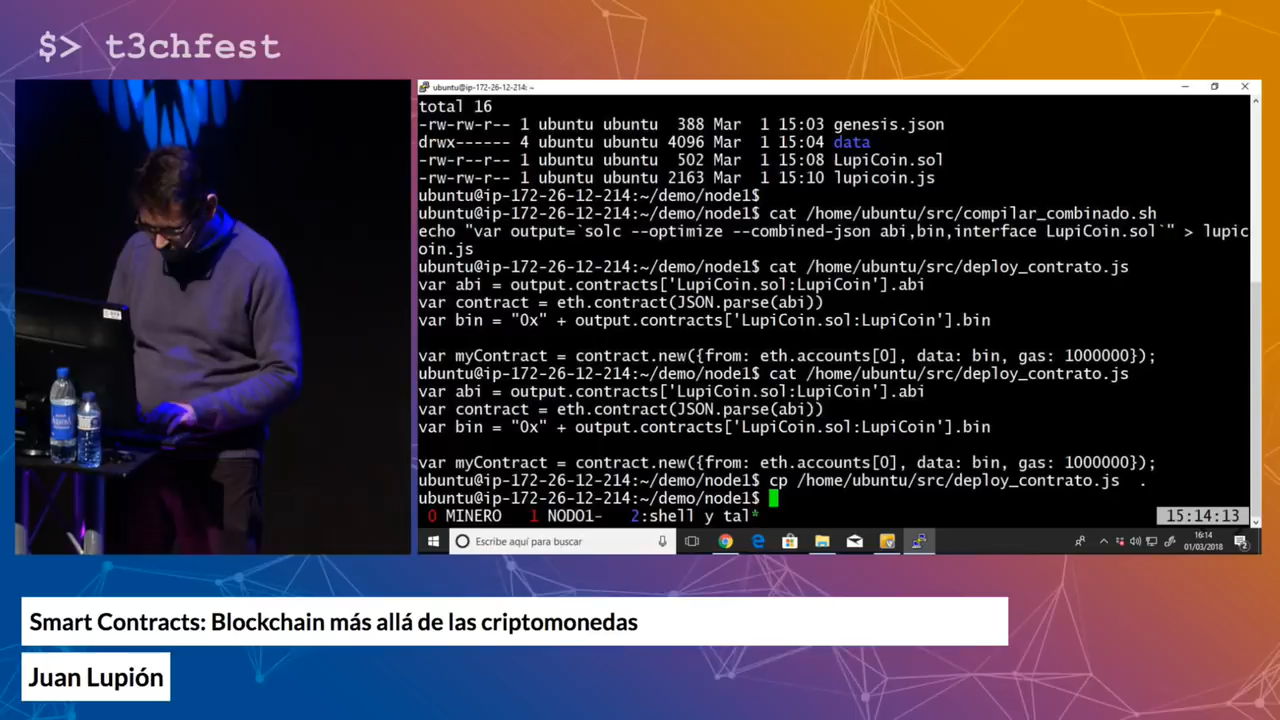 $> t3chfest
ubuntu@ip-172-26-12-214: ~
total 16
-rw-rw-r-- 1 ubuntu ubuntu 388 Mar 1 15:03 genesis.json
drwx------ 4 ubuntu ubuntu 4096 Mar 1 15:04 data
-rw-rw-r-- 1 ubuntu ubuntu 502 Mar 1 15:08 LupiCoin.sol
-rw-rw-r-- 1 ubuntu ubuntu 2163 Mar 1 15:10 lupicoin.js
ubuntu@ip-172-26-12-214:~/demo/node1$
ubuntu@ip-172-26-12-214:~/demo/node1$ cat /home/ubuntu/src/compilar_combinado.sh
echo "var output=`solc --optimize --combined-json abi,bin,interface LupiCoin.sol`" > lupic
oin.js
ubuntu@ip-172-26-12-214:~/demo/node1$ cat /home/ubuntu/src/deploy_contrato.js
var abi = output.contracts['LupiCoin.sol:LupiCoin'].abi
var contract = eth.contract(JSON.parse(abi))
var bin = "0x" + output.contracts['LupiCoin.sol:LupiCoin'].bin
var myContract = contract.new({from: eth.accounts[0], data: bin, gas: 1000000});
ubuntu@ip-172-26-12-214:~/demo/node1$ cat /home/ubuntu/src/deploy_contrato.js
var abi = output.contracts['LupiCoin.sol:LupiCoin'].abi
var contract = eth.contract(JSON.parse(abi))
var bin = "0x" + output.contracts['LupiCoin.sol:LupiCoin'].bin
var myContract = contract.new({from: eth.accounts[0], data: bin, gas: 1000000});
ubuntu@ip-172-26-12-214:~/demo/node1$ cp /home/ubuntu/src/deploy_contrato.js .
ubuntu@ip-172-26-12-214:~/demo/node1$
0 MINERO 1 NODO1- 2:shell y tal* 15:14:13
Escribe aquí para buscar
16:14
01/03/2018
Smart Contracts: Blockchain más allá de las criptomonedas
Juan Lupión